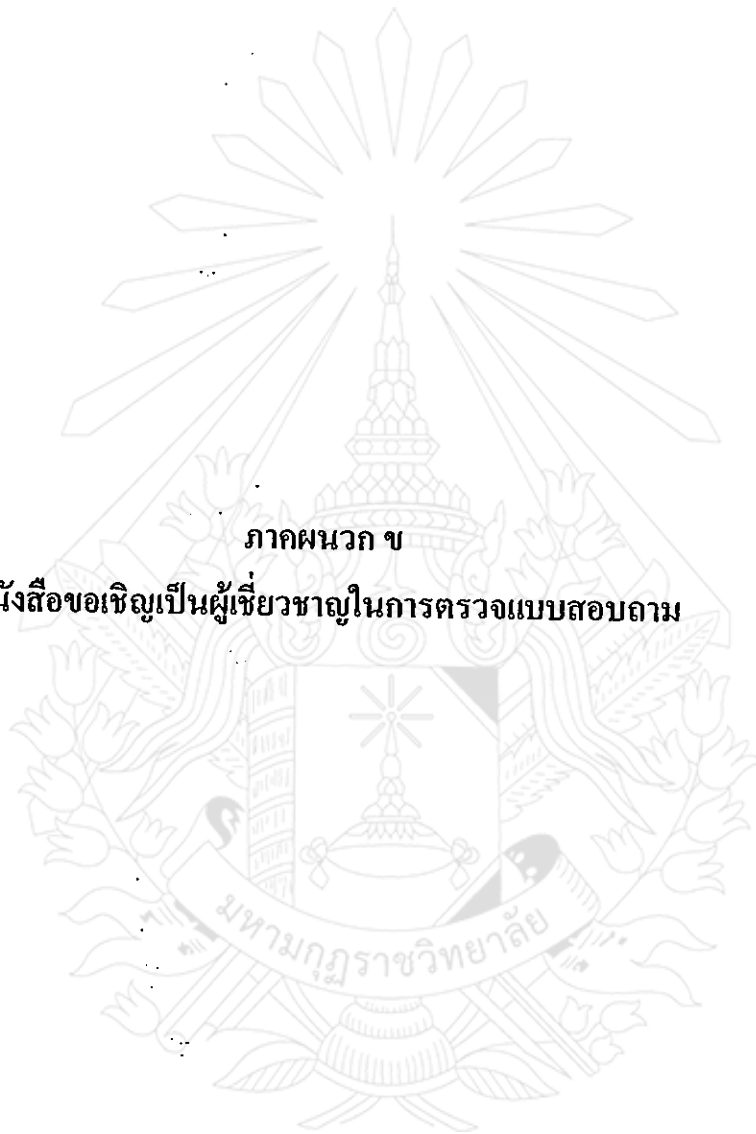 ภาคผนวก ข
นังสือขอเชิญเป็นผู้เชี่ยวชาญในการตรวจแบบสอบถาม
มหามกุฏราชวิทยาลัย